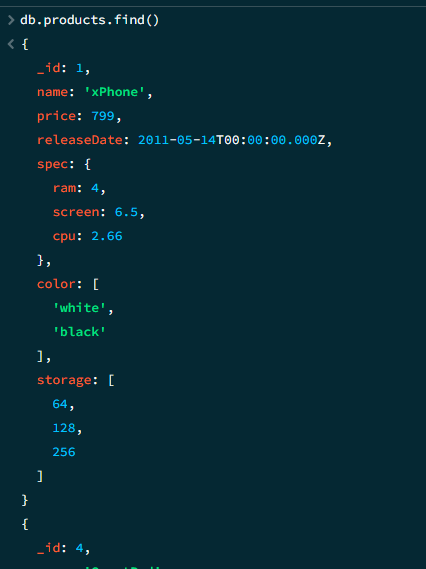 > db.products.find()
< {
_id: 1,
name: 'xPhone',
price: 799,
releaseDate: 2011-05-14T00:00:00.000Z,
spec: {
ram: 4,
screen: 6.5,
cpu: 2.66
},
color: [
'white',
'black'
],
storage: [
64,
128,
256
]
}
{
_id: 4,